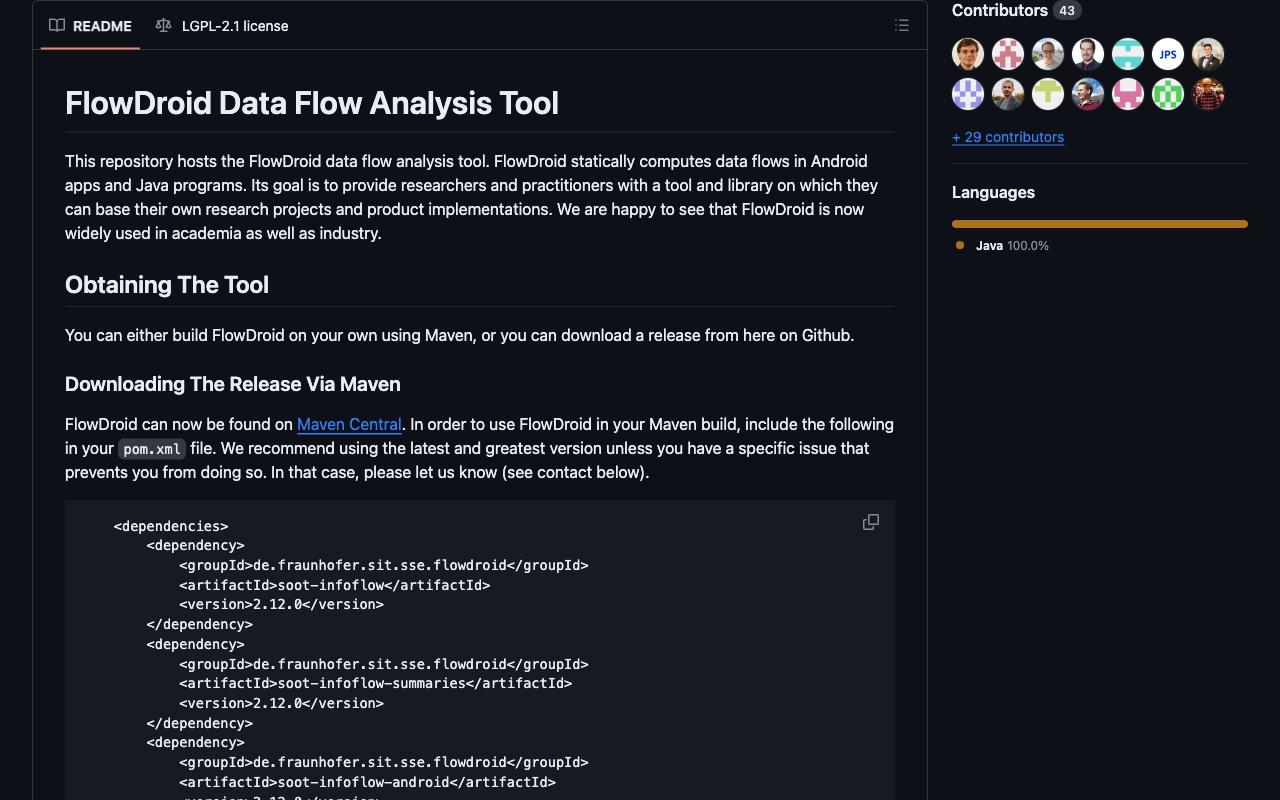 README
LGPL-2.1 license
FlowDroid Data Flow Analysis Tool
This repository hosts the FlowDroid data flow analysis tool. FlowDroid statically computes data flows in Android
apps and Java programs. Its goal is to provide researchers and practitioners with a tool and library on which they
can base their own research projects and product implementations. We are happy to see that FlowDroid is now
widely used in academia as well as industry.
Obtaining The Tool
You can either build FlowDroid on your own using Maven, or you can download a release from here on Github.
Downloading The Release Via Maven
FlowDroid can now be found on Maven Central. In order to use FlowDroid in your Maven build, include the following
in your pom.xml file. We recommend using the latest and greatest version unless you have a specific issue that
prevents you from doing so. In that case, please let us know (see contact below).
<dependencies>
    <dependency>
        <groupId>de.fraunhofer.sit.sse.flowdroid</groupId>
        <artifactId>soot-infoflow</artifactId>
        <version>2.12.0</version>
    </dependency>
    <dependency>
        <groupId>de.fraunhofer.sit.sse.flowdroid</groupId>
        <artifactId>soot-infoflow-summaries</artifactId>
        <version>2.12.0</version>
    </dependency>
    <dependency>
        <groupId>de.fraunhofer.sit.sse.flowdroid</groupId>
        <artifactId>soot-infoflow-android</artifactId>
        <version>2.12.0</version>
Contributors 43
JPS
+ 29 contributors
Languages
Java 100.0%